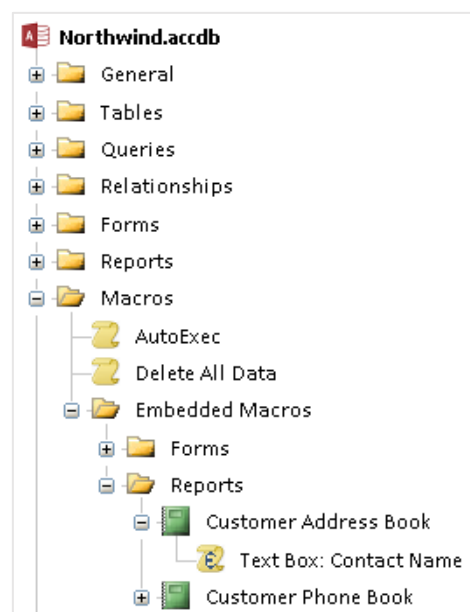 Northwind.accdb
General
Tables
Queries
Relationships
Forms
Reports
Macros
AutoExec
Delete All Data
Embedded Macros
Forms
Reports
Customer Address Book
Text Box: Contact Name
Customer Phone Book